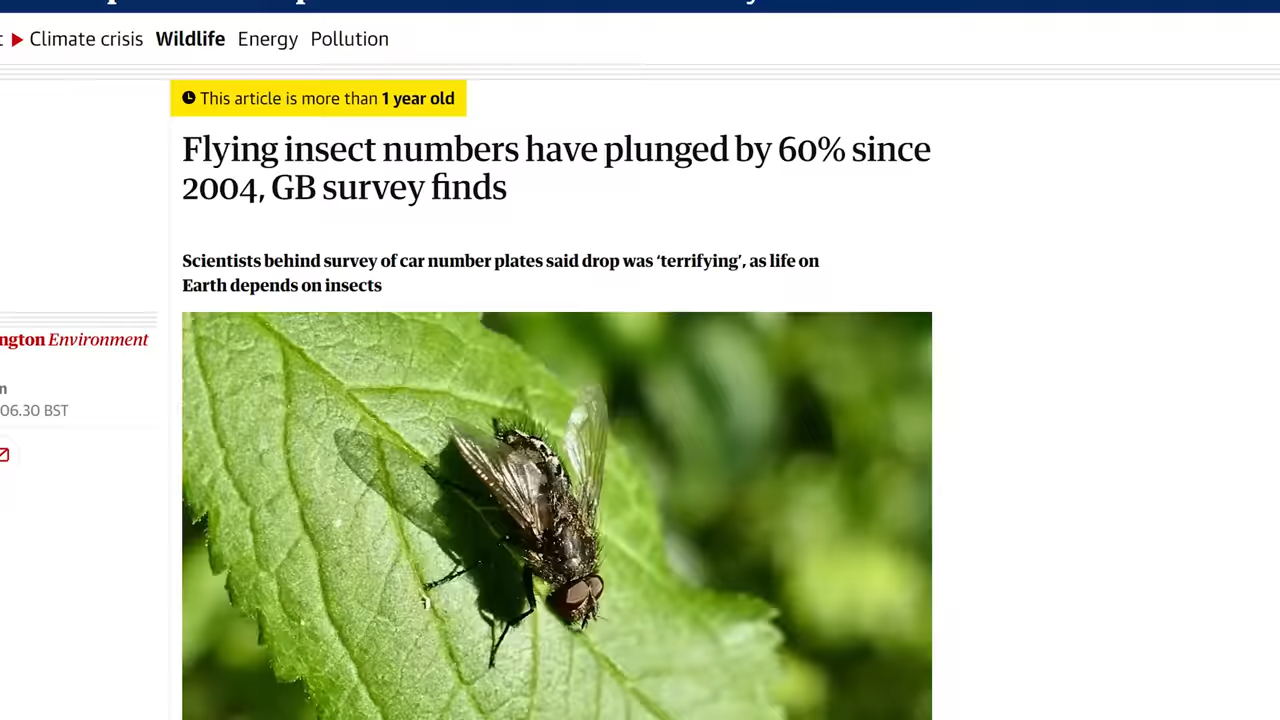 Climate crisis Wildlife Energy Pollution
This article is more than 1 year old
Flying insect numbers have plunged by 60% since
2004, GB survey finds
Scientists behind survey of car number plates said drop was ‘terrifying’, as life on
Earth depends on insects
Environment
06.30 BST